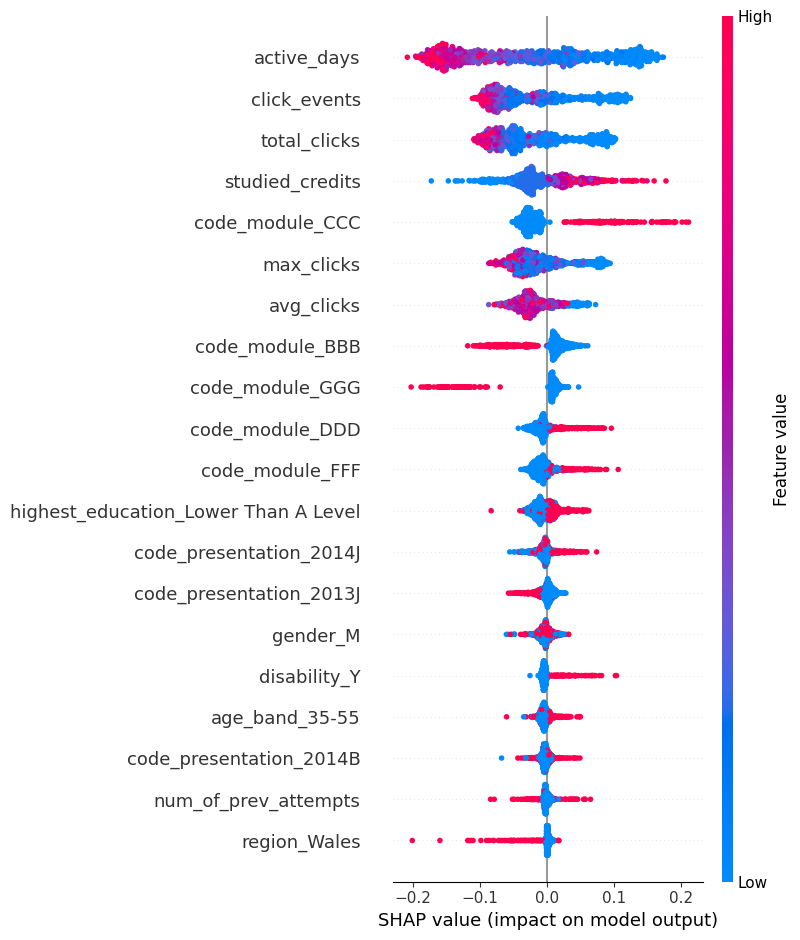 High
active_days
click_events
total_clicks
studied_credits
code_module_CCC
max_clicks
avg_clicks
code_module_BBB
code_module_GGG
code_module_DDD
code_module_FFF
highest_education_Lower Than A Level
code_presentation_2014J
code_presentation_2013J
gender_M
disability_Y
age_band_35-55
code_presentation_2014B
num_of_prev_attempts
region_Wales
Feature value
Low
−0.2 −0.1 0.0 0.1 0.2
SHAP value (impact on model output)